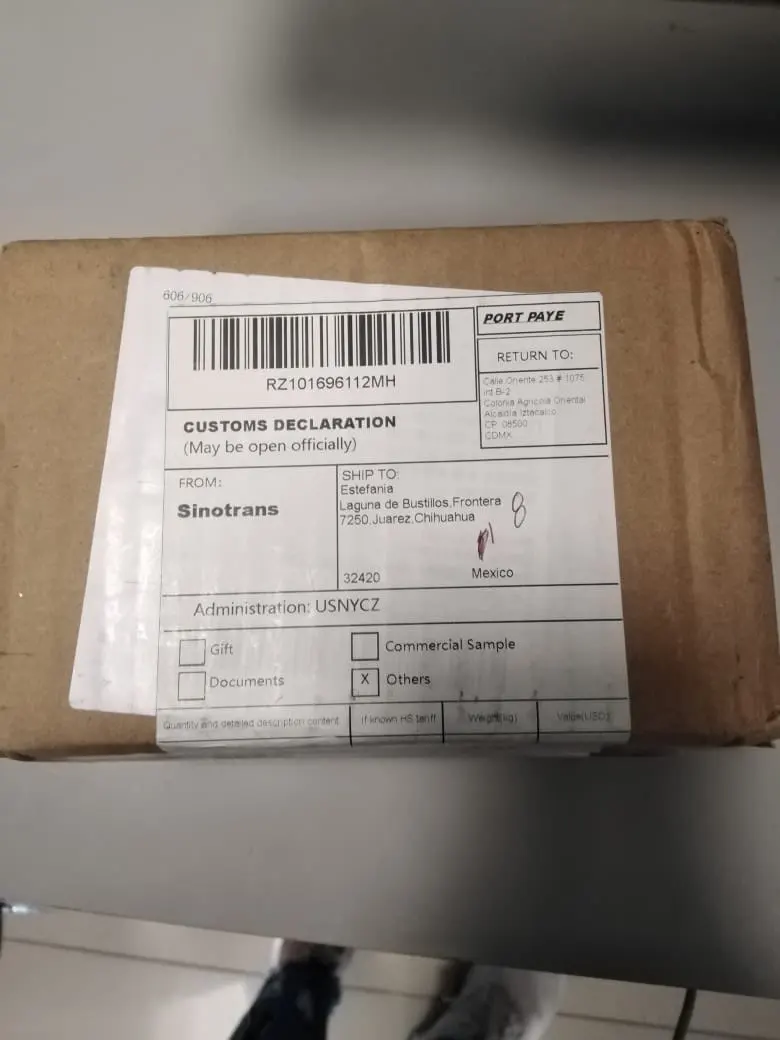 606/906
RZ101696112MH
PORT PAYE
RETURN TO:
Calle Oriente 253 # 1075
int B-2
Colonia Agricola Oriental
Alcaldia Iztacalco
CP 08500
CDMX
CUSTOMS DECLARATION
(May be open officially)
FROM:
Sinotrans
SHIP TO:
Estefania
Laguna de Bustillos,Frontera
7250,Juarez,Chihuahua
8
32420
Mexico
Administration: USNYCZ
Gift
Commercial Sample
Documents
X Others
Quantity and detailed description content
If known HS tariff
Weight(kg)
Value(USD)